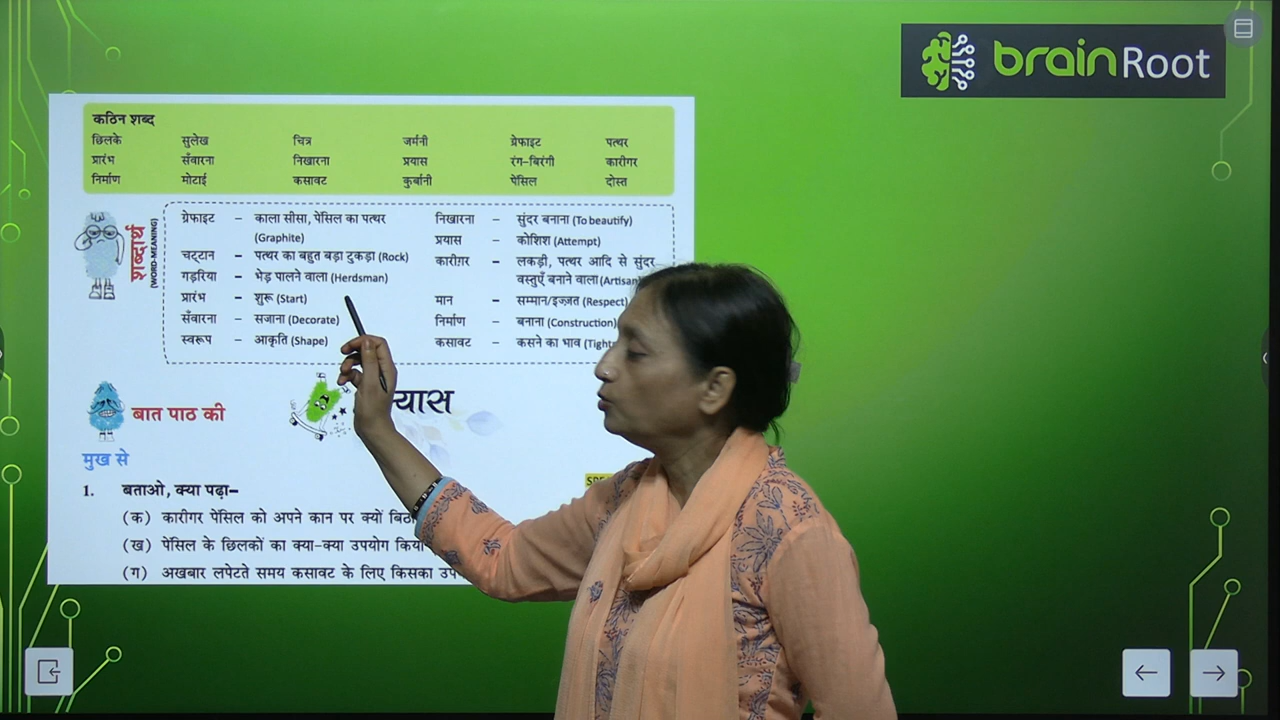 brainRoot
कठिन शब्द
छिलके सुलेख चित्र जर्मनी ग्रेफाइट पत्थर
प्रारंभ सँवारना निखारना प्रयास रंग-बिरंगी कारीगर
निर्माण मोटाई कसावट कुर्बानी पेंसिल दोस्त
शब्दार्थ
(WORD-MEANING)
ग्रेफाइट – काला सीसा, पेंसिल का पत्थर
(Graphite)
चट्टान – पत्थर का बहुत बड़ा टुकड़ा (Rock)
गड़रिया – भेड़ पालने वाला (Herdsman)
प्रारंभ – शुरू (Start)
सँवारना – सजाना (Decorate)
स्वरूप – आकृति (Shape)
निखारना – सुंदर बनाना (To beautify)
प्रयास – कोशिश (Attempt)
कारीग़र – लकड़ी, पत्थर आदि से सुंदर
वस्तुएँ बनाने वाला (Artisan
मान – सम्मान/इज़्ज़त (Respect)
निर्माण – बनाना (Construction)
कसावट – कसने का भाव
बात पाठ की
मुख से
1. बताओ, क्या पढ़ा–
(क) कारीगर पेंसिल को अपने कान पर क्यों
(ख) पेंसिल के छिलकों का क्या-क्या उपयोग
(ग) अखबार लपेटते समय कसावट के लिए किसका